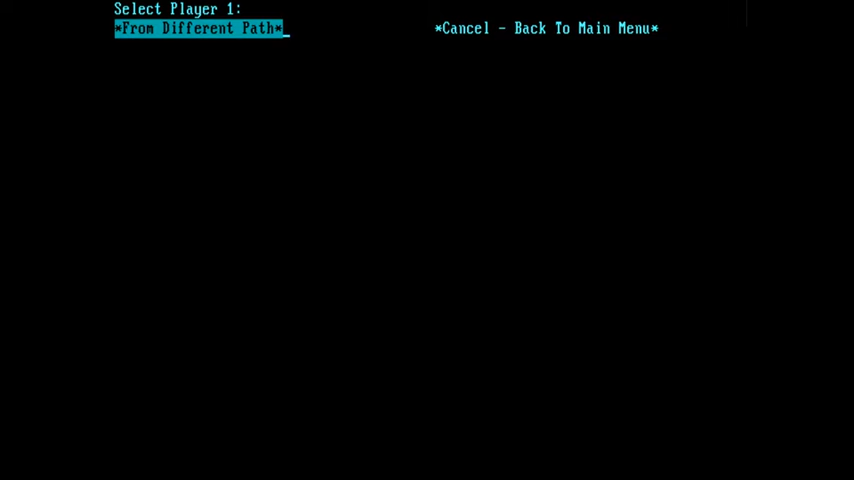 Select Player 1:
*From Different Path* *Cancel - Back To Main Menu*